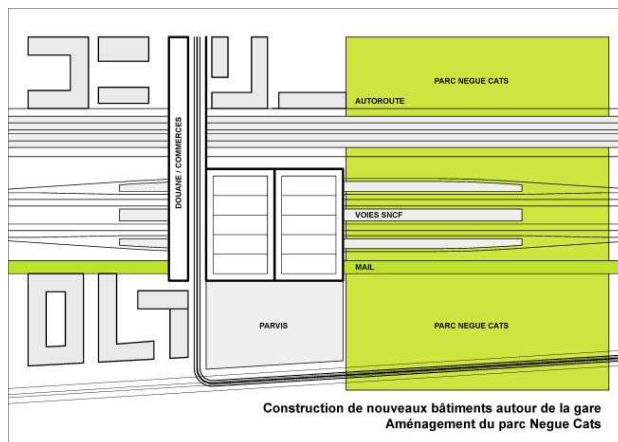 PARC NEGUE CATS
AUTOROUTE
DOUANE / COMMERCES
VOIES SNCF
MAIL
PARVIS
PARC NEGUE CATS
Construction de nouveaux bâtiments autour de la gare
Aménagement du parc Negue Cats